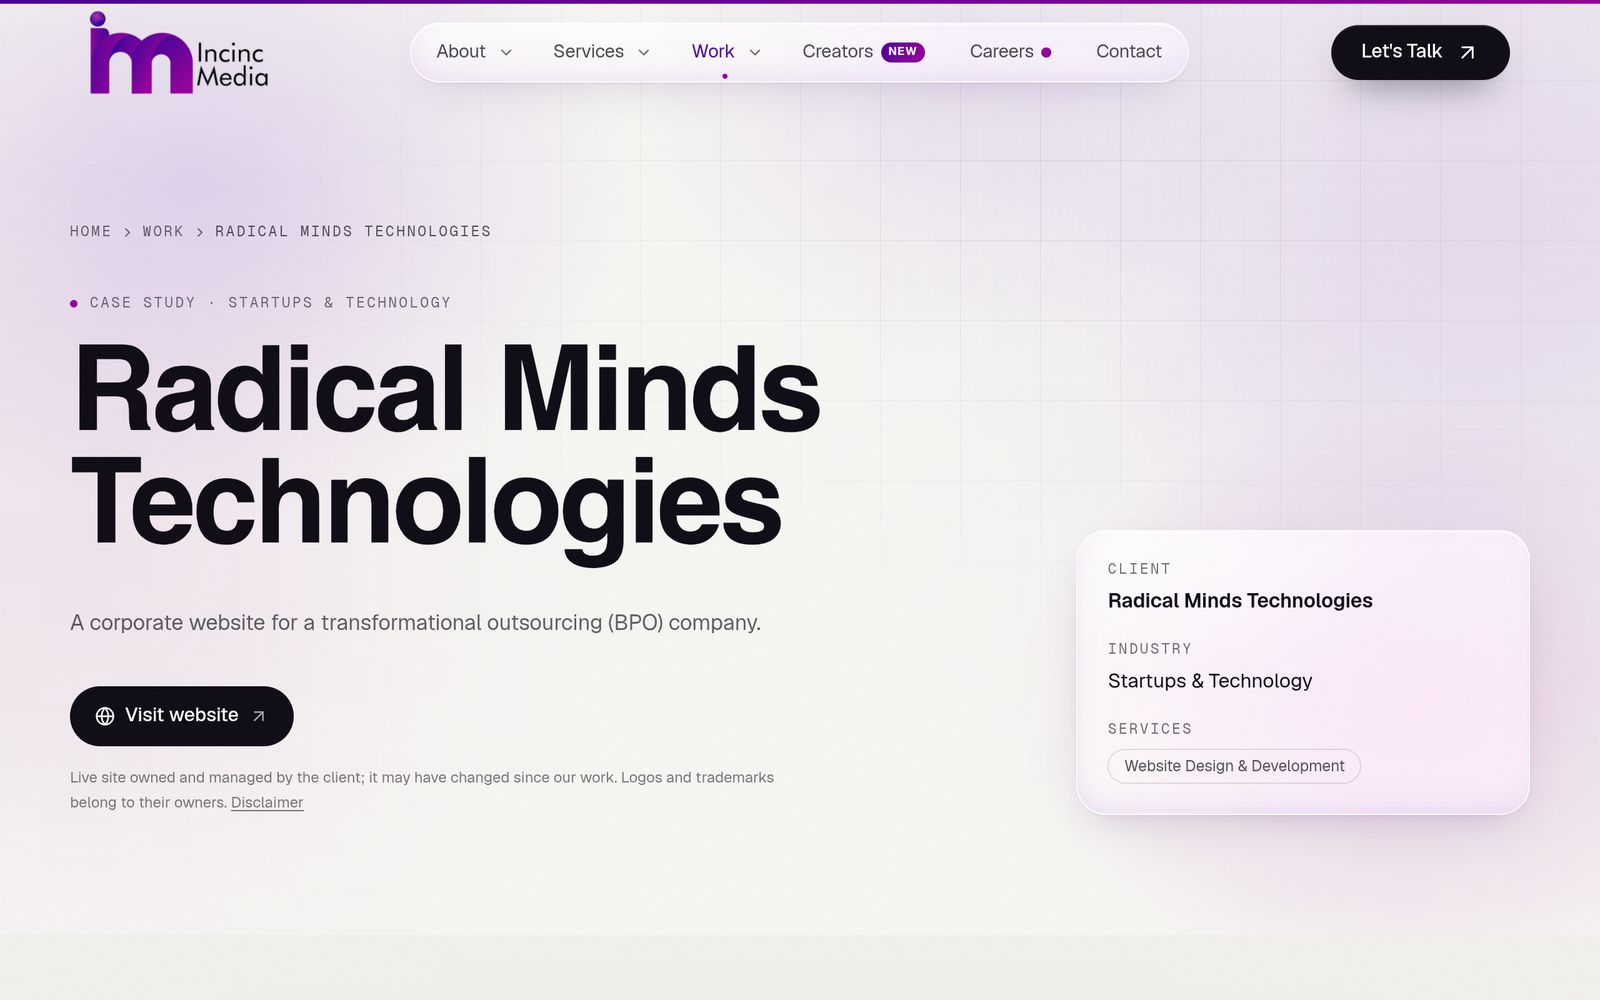 Incinc
Media
About
Services
Work
Creators NEW
Careers
Contact
Let's Talk
HOME > WORK > RADICAL MINDS TECHNOLOGIES
CASE STUDY · STARTUPS & TECHNOLOGY
Radical Minds
Technologies
A corporate website for a transformational outsourcing (BPO) company.
Visit website
Live site owned and managed by the client; it may have changed since our work. Logos and trademarks
belong to their owners. Disclaimer
CLIENT
Radical Minds Technologies
INDUSTRY
Startups & Technology
SERVICES
Website Design & Development